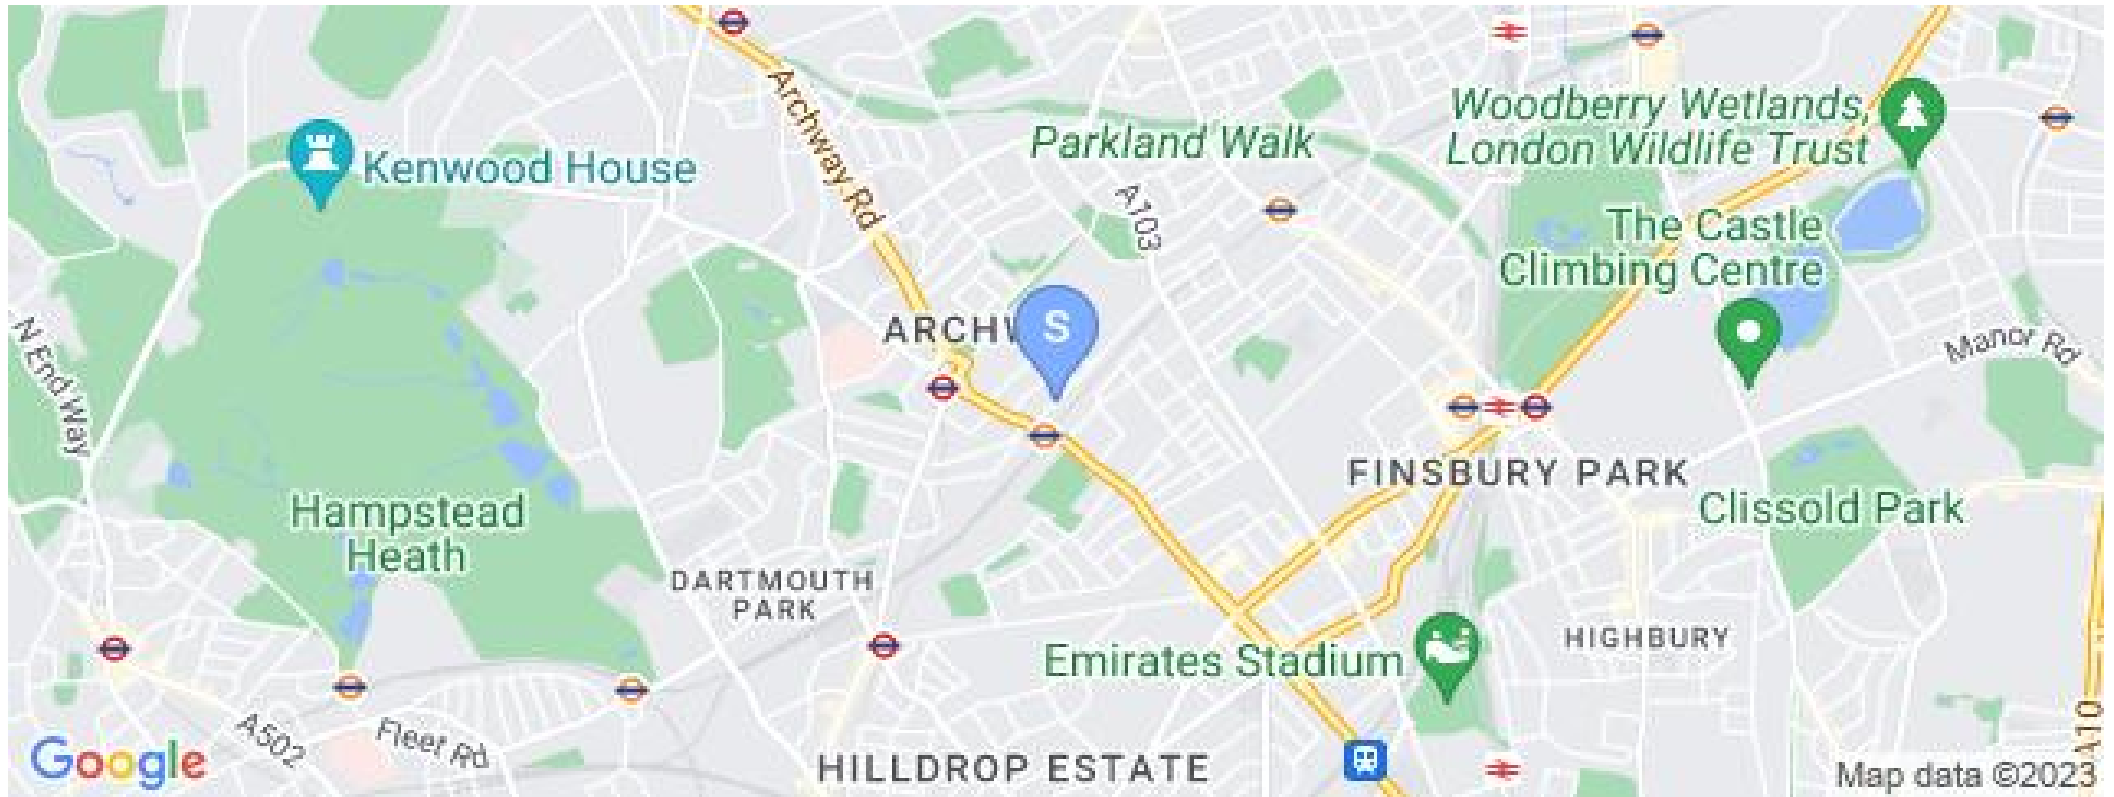 Archway Rd
Woodberry Wetlands,
London Wildlife Trust
Parkland Walk
Kenwood House
A103
The Castle
Climbing Centre
ARCHW
S
N End Way
Manor Rd
FINSBURY PARK
Hampstead
Heath
Clissold Park
DARTMOUTH
PARK
HIGHBURY
Emirates Stadium
A502
Fleet Rd
A10
Google
HILLDROP ESTATE
Map data ©2023